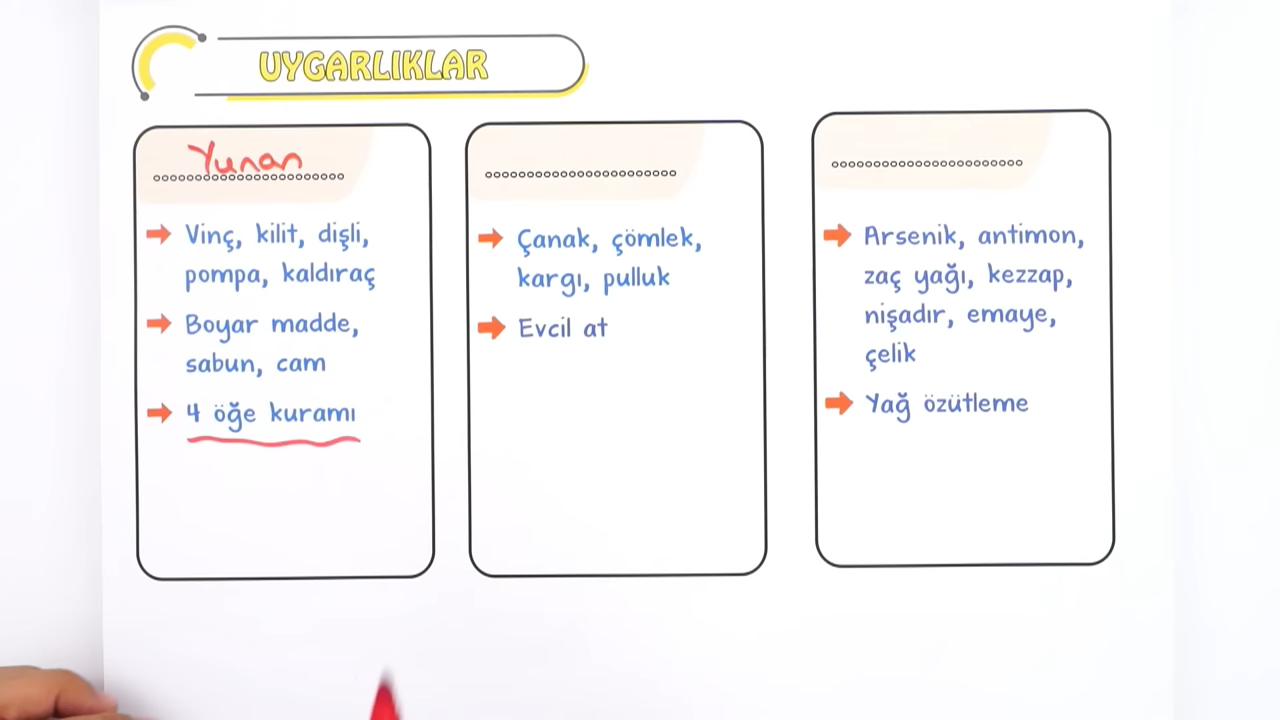 UYGARLIKLAR
Yunan
Vinç, kilit, dişli,
pompa, kaldıraç
Boyar madde,
sabun, cam
4 öğe kuramı
Çanak, çömlek,
kargı, pulluk
Evcil at
Arsenik, antimon,
zaç yağı, kezzap,
nişadır, emaye,
çelik
Yağ özütleme